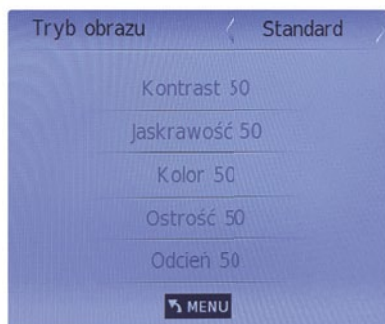 Tryb obrazu Standard
Kontrast 50
Jaskrawość 50
Kolor 50
Ostrość 50
Odcień 50
MENU